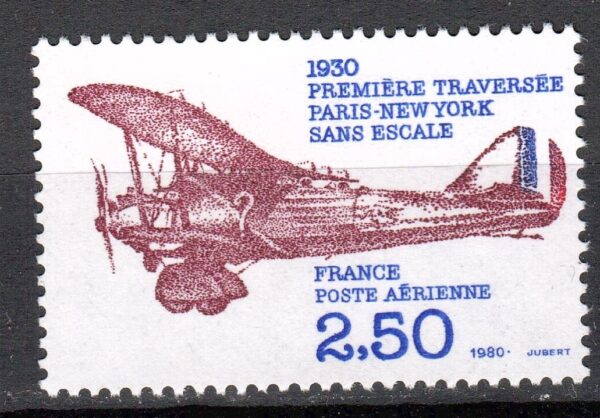 1930
PREMIÈRE TRAVERSÉE
PARIS-NEW YORK
SANS ESCALE
FRANCE
POSTE AÉRIENNE
2,50
1980· JUBERT